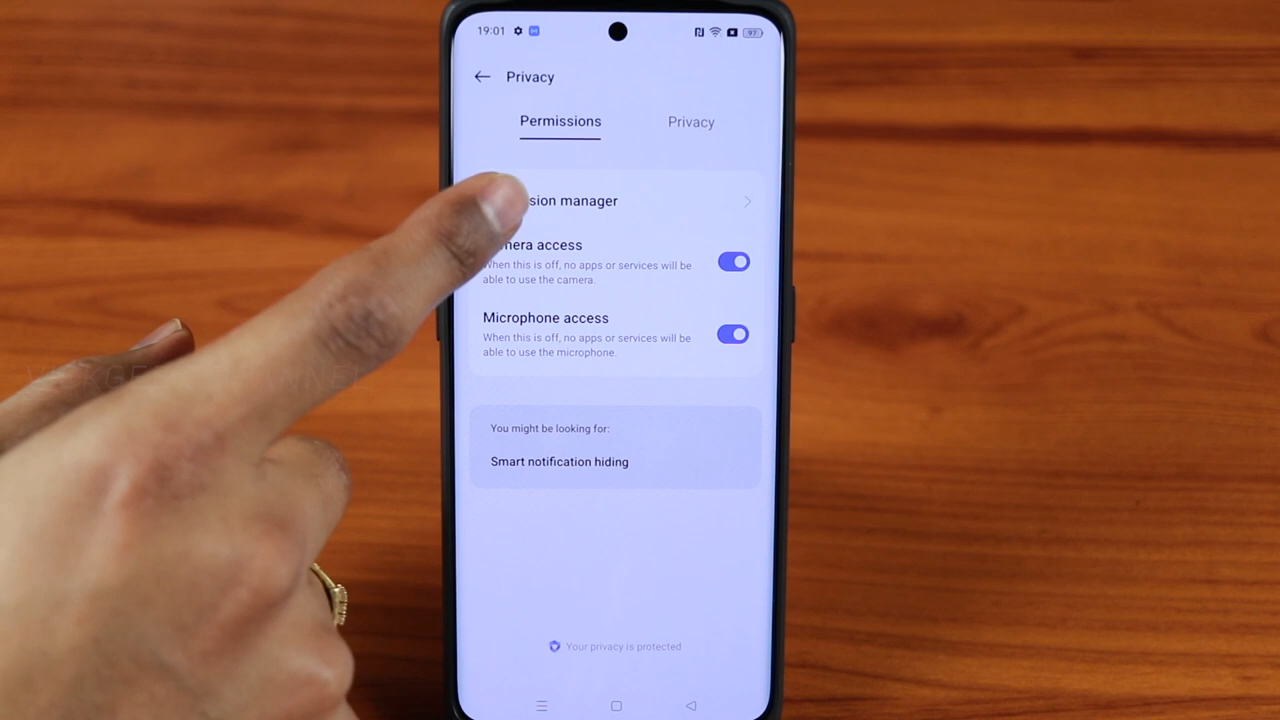 19:01
97
Privacy
Permissions Privacy
sion manager
era access
When this is off, no apps or services will be
able to use the camera.
Microphone access
When this is off, no apps or services will be
able to use the microphone.
You might be looking for:
Smart notification hiding
Your privacy is protected